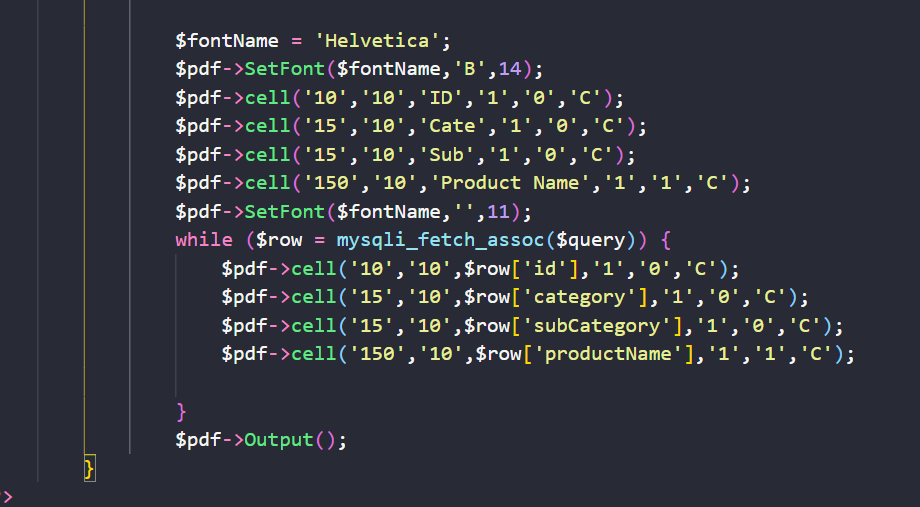 $fontName = 'Helvetica';
$pdf->SetFont($fontName,'B',14);
$pdf->cell('10','10','ID','1','0','C');
$pdf->cell('15','10','Cate','1','0','C');
$pdf->cell('15','10','Sub','1','0','C');
$pdf->cell('150','10','Product Name','1','1','C');
$pdf->SetFont($fontName,'',11);
while ($row = mysqli_fetch_assoc($query)) {
$pdf->cell('10','10',$row['id'],'1','0','C');
$pdf->cell('15','10',$row['category'],'1','0','C');
$pdf->cell('15','10',$row['subCategory'],'1','0','C');
$pdf->cell('150','10',$row['productName'],'1','1','C');
}
$pdf->Output();
}
>